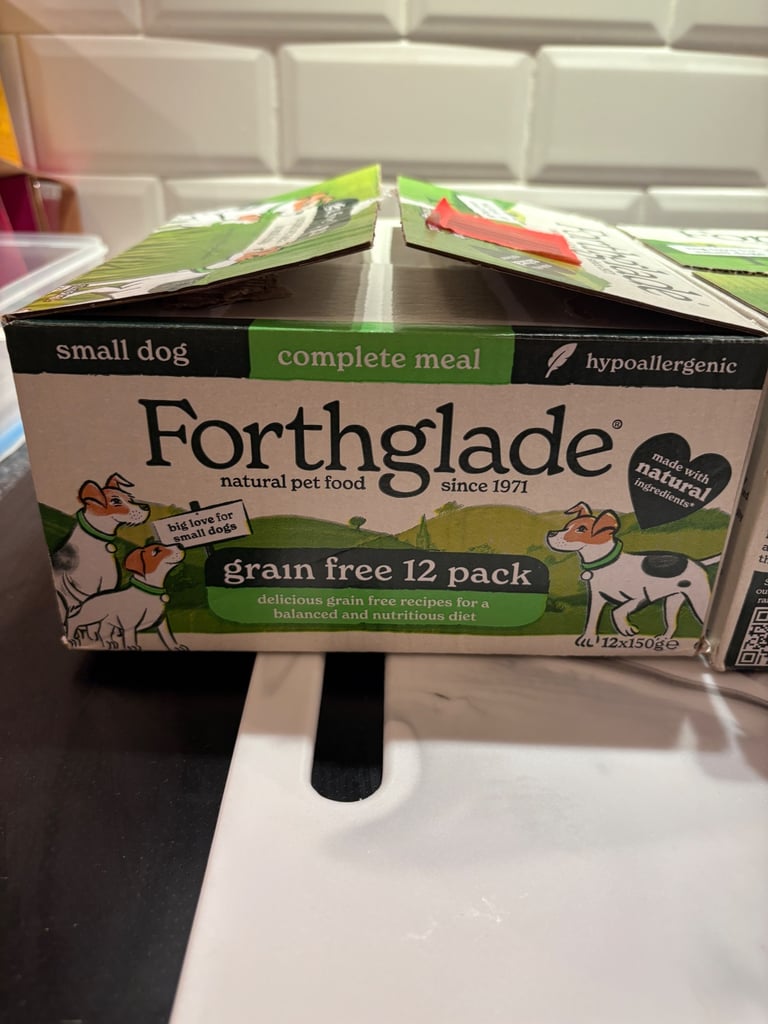 small dog
complete meal
hypoallergenic
Forthglade®
natural pet food since 1971
made with
natural
ingredients*
big love for
small dogs
grain free 12 pack
delicious grain free recipes for a
balanced and nutritious diet
12x150g℮
Forthglade